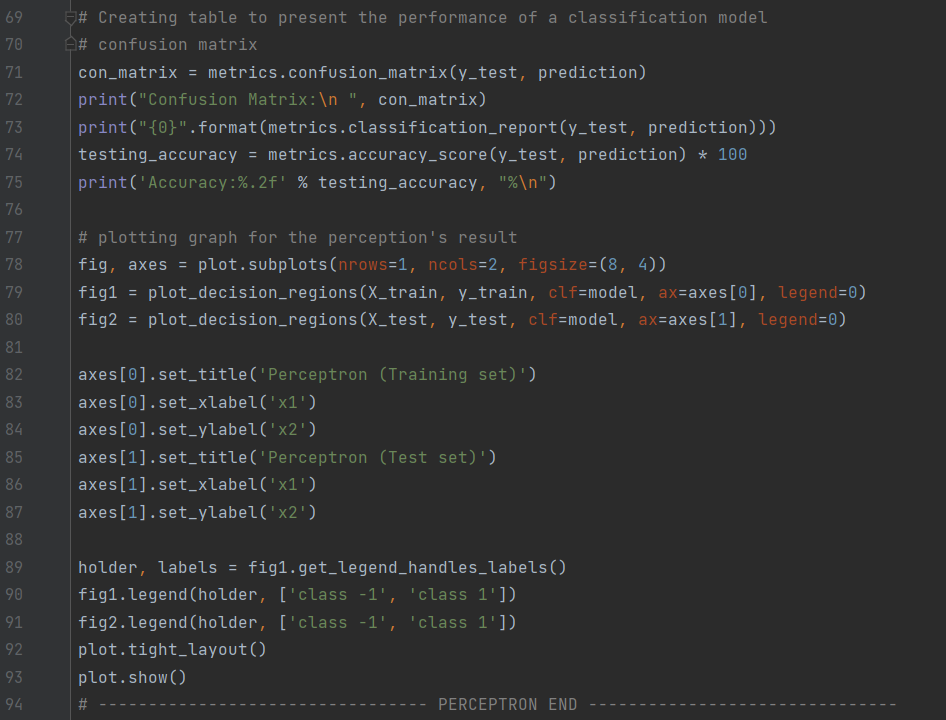 69 # Creating table to present the performance of a classification model
70 # confusion matrix
71 con_matrix = metrics.confusion_matrix(y_test, prediction)
72 print("Confusion Matrix:\n ", con_matrix)
73 print("{0}".format(metrics.classification_report(y_test, prediction)))
74 testing_accuracy = metrics.accuracy_score(y_test, prediction) * 100
75 print('Accuracy:%.2f' % testing_accuracy, "%\n")
76
77 # plotting graph for the perception's result
78 fig, axes = plot.subplots(nrows=1, ncols=2, figsize=(8, 4))
79 fig1 = plot_decision_regions(X_train, y_train, clf=model, ax=axes[0], legend=0)
80 fig2 = plot_decision_regions(X_test, y_test, clf=model, ax=axes[1], legend=0)
81
82 axes[0].set_title('Perceptron (Training set)')
83 axes[0].set_xlabel('x1')
84 axes[0].set_ylabel('x2')
85 axes[1].set_title('Perceptron (Test set)')
86 axes[1].set_xlabel('x1')
87 axes[1].set_ylabel('x2')
88
89 holder, labels = fig1.get_legend_handles_labels()
90 fig1.legend(holder, ['class -1', 'class 1'])
91 fig2.legend(holder, ['class -1', 'class 1'])
92 plot.tight_layout()
93 plot.show()
94 # --------------------------------- PERCEPTRON END -------------------------------